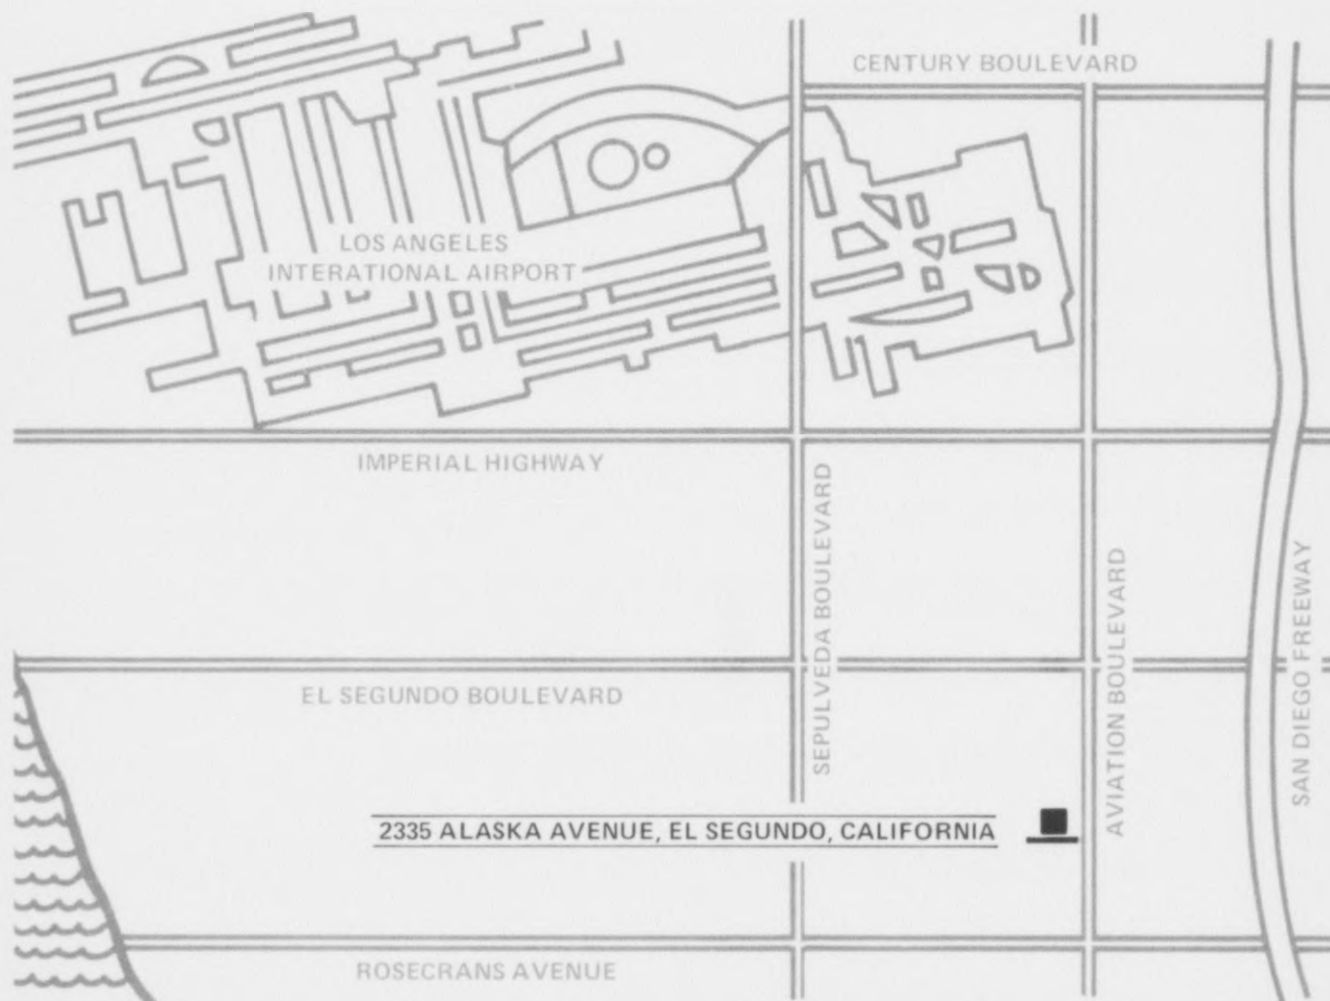 CENTURY BOULEVARD
LOS ANGELES
INTERATIONAL AIRPORT
IMPERIAL HIGHWAY
SEPULVEDA BOULEVARD
AVIATION BOULEVARD
SAN DIEGO FREEWAY
EL SEGUNDO BOULEVARD
2335 ALASKA AVENUE, EL SEGUNDO, CALIFORNIA
ROSECRANS AVENUE